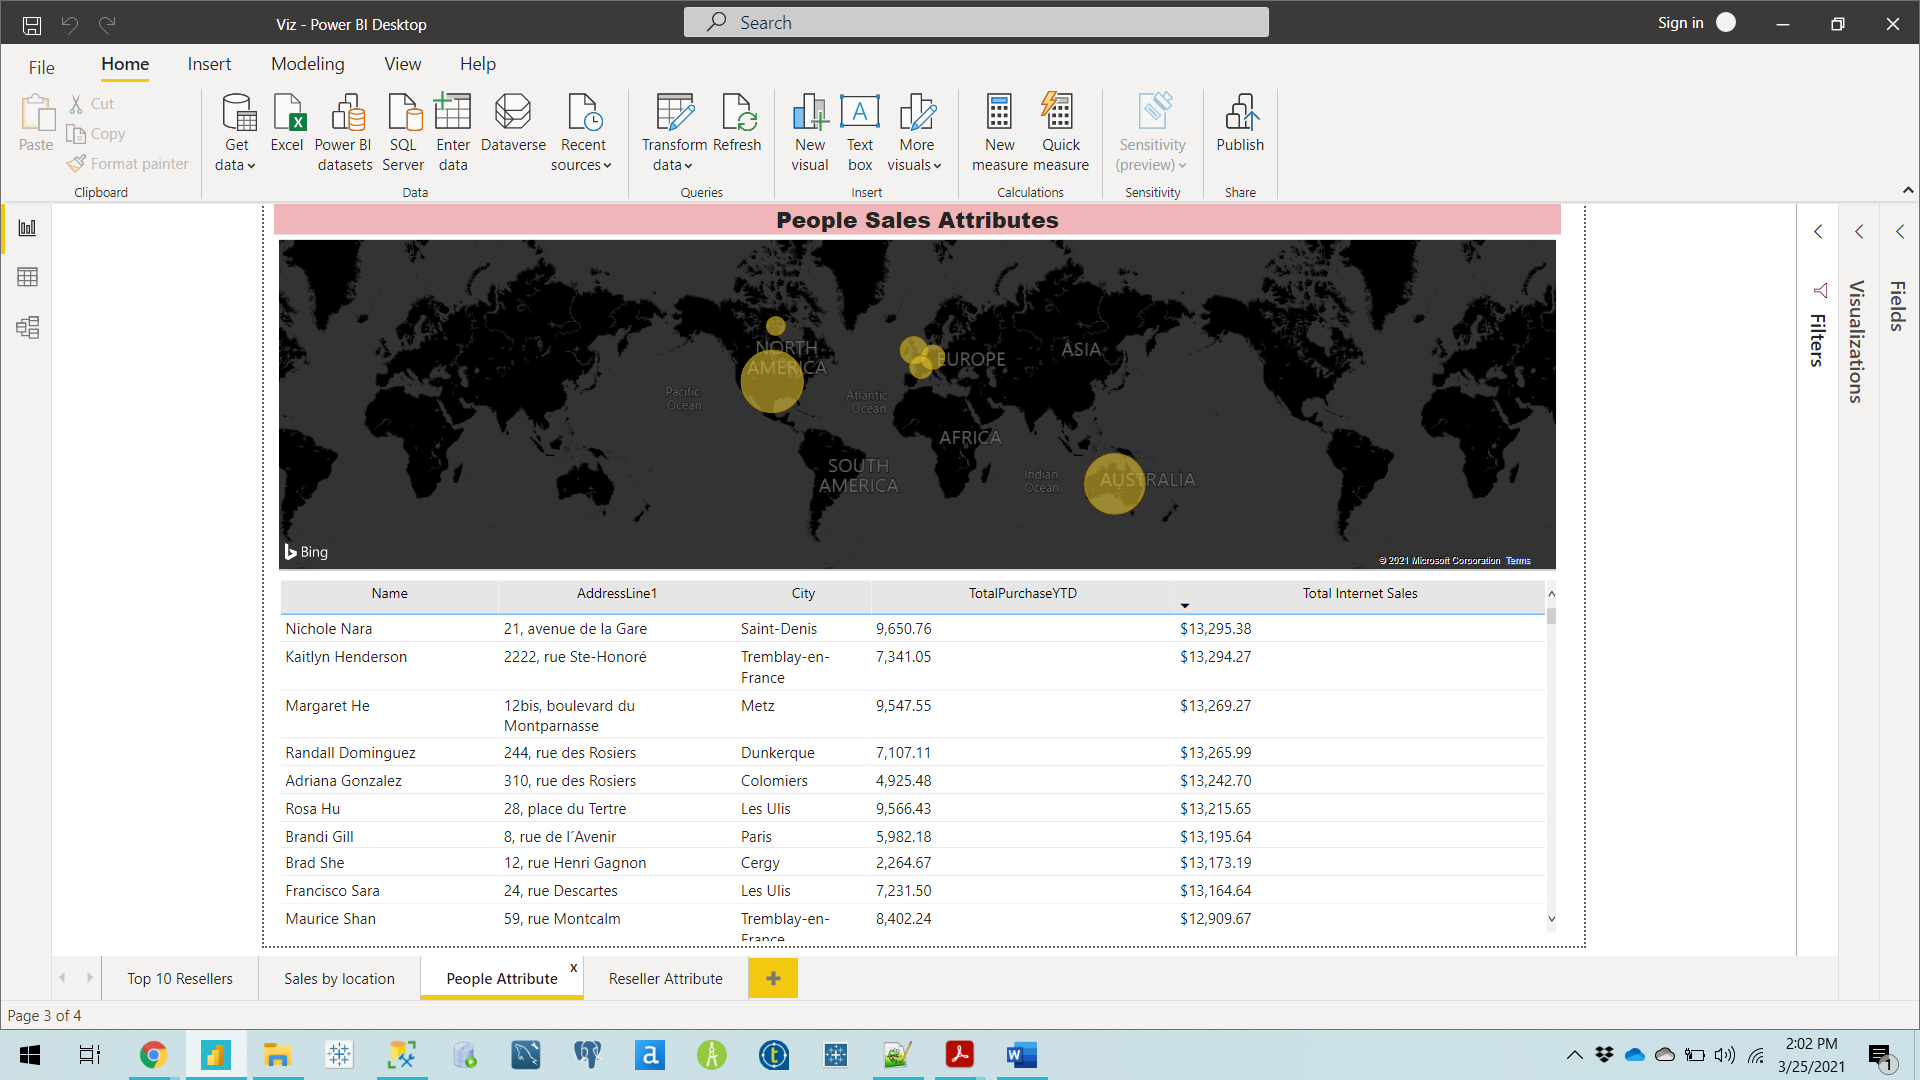 Viz - Power BI Desktop
Search
Sign in
File
Home
Insert
Modeling
View
Help
Paste
Cut
Copy
Format painter
Clipboard
Get data
Excel
Power BI datasets
SQL Server
Enter data
Dataverse
Recent sources
Data
Transform data
Refresh
Queries
New visual
Text box
More visuals
Insert
New measure
Quick measure
Calculations
Sensitivity (preview)
Sensitivity
Publish
Share
People Sales Attributes
NORTH AMERICA
EUROPE
ASIA
Pacific Ocean
Atlantic Ocean
AFRICA
SOUTH AMERICA
Indian Ocean
AUSTRALIA
Bing
© 2021 Microsoft Corporation Terms
Filters
Visualizations
Fields
Name AddressLine1 City TotalPurchaseYTD Total Internet Sales
Nichole Nara 21, avenue de la Gare Saint-Denis 9,650.76 $13,295.38
Kaitlyn Henderson 2222, rue Ste-Honoré Tremblay-en- 7,341.05 $13,294.27
France
Margaret He 12bis, boulevard du Metz 9,547.55 $13,269.27
Montparnasse
Randall Dominguez 244, rue des Rosiers Dunkerque 7,107.11 $13,265.99
Adriana Gonzalez 310, rue des Rosiers Colomiers 4,925.48 $13,242.70
Rosa Hu 28, place du Tertre Les Ulis 9,566.43 $13,215.65
Brandi Gill 8, rue de l´Avenir Paris 5,982.18 $13,195.64
Brad She 12, rue Henri Gagnon Cergy 2,264.67 $13,173.19
Francisco Sara 24, rue Descartes Les Ulis 7,231.50 $13,164.64
Maurice Shan 59, rue Montcalm Tremblay-en- 8,402.24 $12,909.67
France
Top 10 Resellers
Sales by location
People Attribute
x
Reseller Attribute
+
Page 3 of 4
2:02 PM
3/25/2021
1